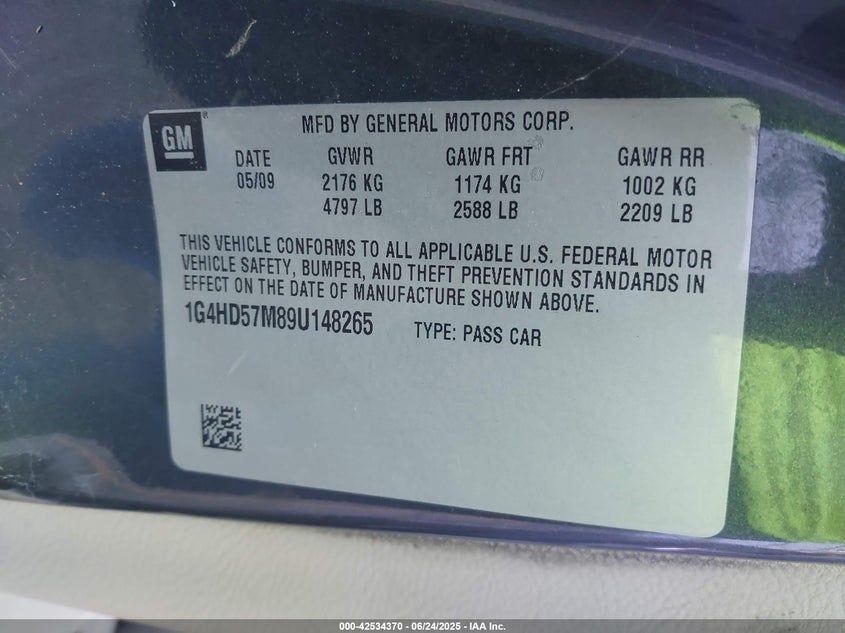 GM ®
MFD BY GENERAL MOTORS CORP.
DATE GVWR GAWR FRT GAWR RR
05/09 2176 KG 1174 KG 1002 KG
4797 LB 2588 LB 2209 LB
THIS VEHICLE CONFORMS TO ALL APPLICABLE U.S. FEDERAL MOTOR
VEHICLE SAFETY, BUMPER, AND THEFT PREVENTION STANDARDS IN
EFFECT ON THE DATE OF MANUFACTURE SHOWN ABOVE.
1G4HD57M89U148265 TYPE: PASS CAR
000-42534370 - 06/24/2025 - IAA Inc.